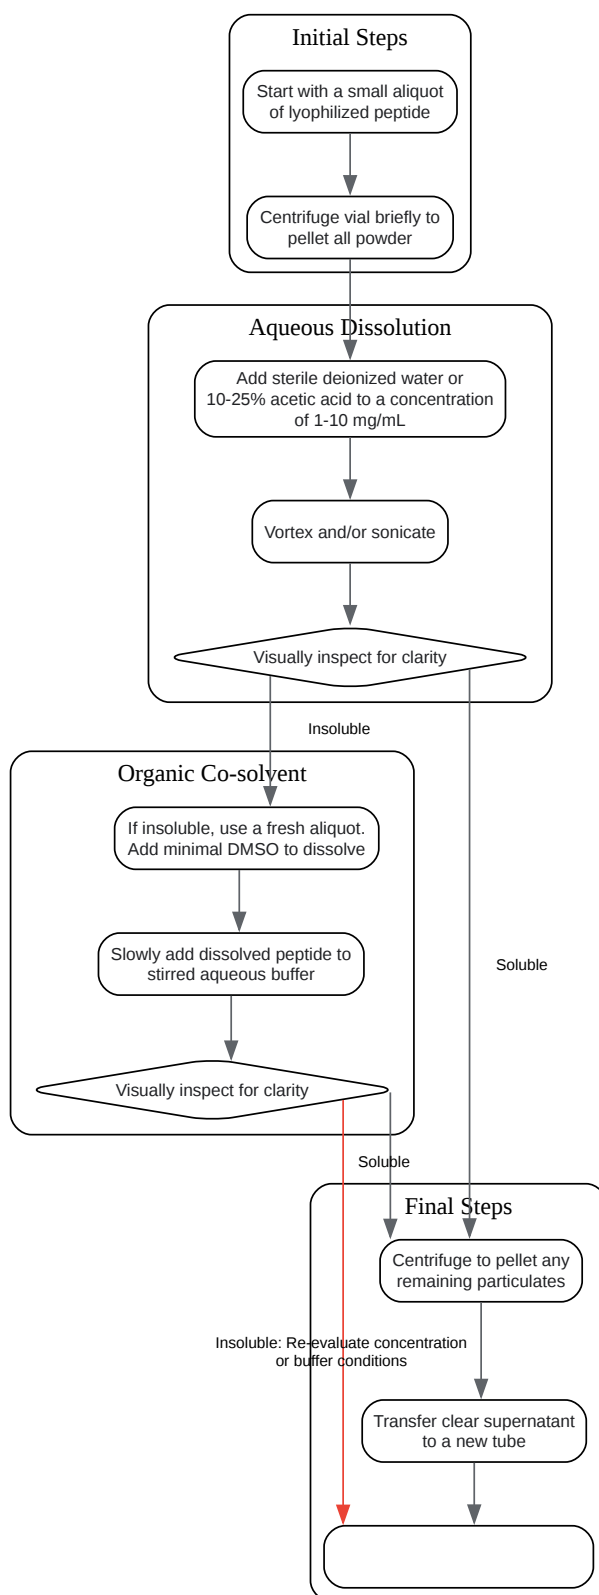 Initial Steps
Start with a small aliquot
of lyophilized peptide
Centrifuge vial briefly to
pellet all powder
Aqueous Dissolution
Add sterile deionized water or
10-25% acetic acid to a concentration
of 1-10 mg/mL
Vortex and/or sonicate
Visually inspect for clarity
Insoluble
Organic Co-solvent
If insoluble, use a fresh aliquot.
Add minimal DMSO to dissolve
Slowly add dissolved peptide to
stirred aqueous buffer
Soluble
Visually inspect for clarity
Soluble
Final Steps
Centrifuge to pellet any
remaining particulates
Insoluble: Re-evaluate concentration
or buffer conditions
Transfer clear supernatant
to a new tube